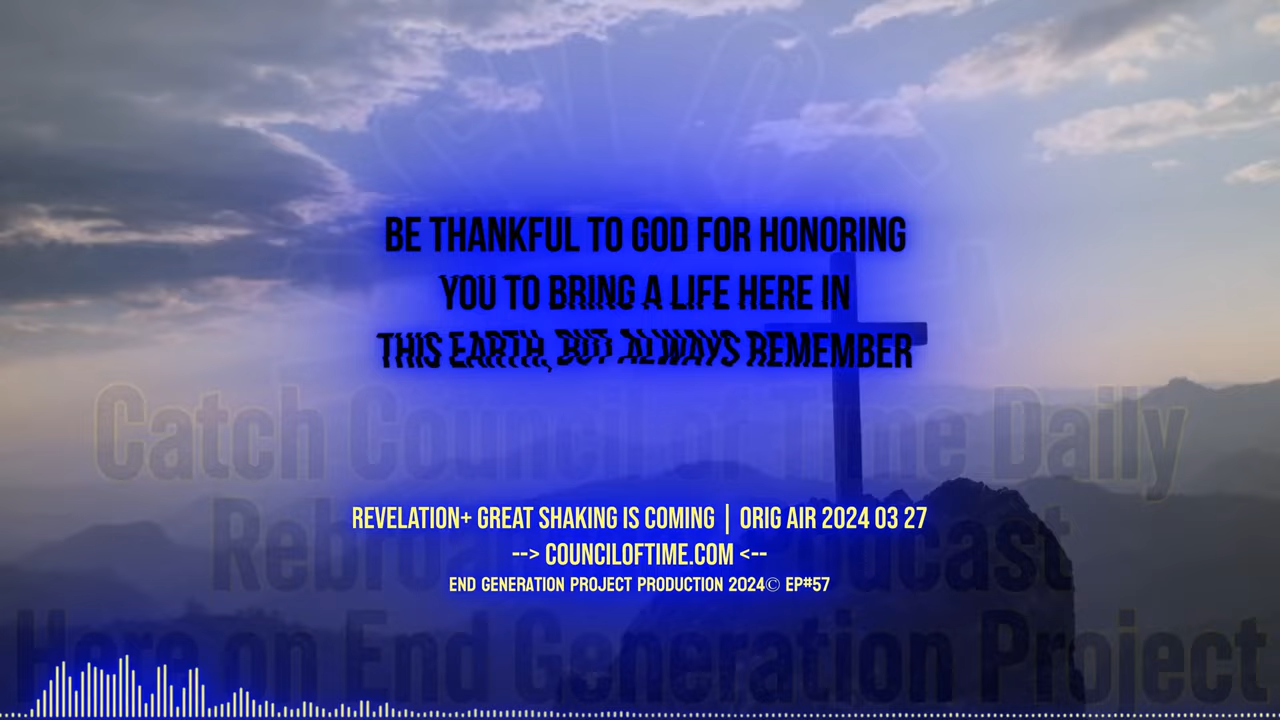 BE THANKFUL TO GOD FOR HONORING
YOU TO BRING A LIFE HERE IN
THIS EARTH, BUT ALWAYS REMEMBER
Catch Council of Time Daily
Rebroa Podcast
Here on End Generation Project
REVELATION+ GREAT SHAKING IS COMING | ORIG AIR 2024 03 27
--> COUNCILOFTIME.COM <--
END GENERATION PROJECT PRODUCTION 2024© EP#57